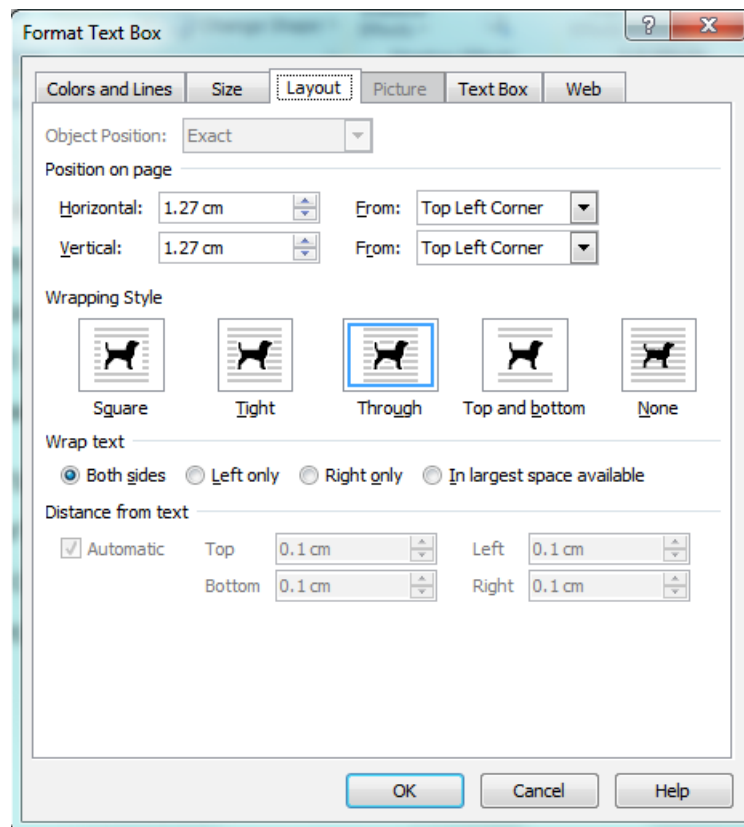 Format Text Box
Colors and Lines Size Layout Picture Text Box Web
Object Position: Exact
Position on page
Horizontal: 1.27 cm From: Top Left Corner
Vertical: 1.27 cm From: Top Left Corner
Wrapping Style
Square Tight Through Top and bottom None
Wrap text
Both sides Left only Right only In largest space available
Distance from text
Automatic Top 0.1 cm Left 0.1 cm
Bottom 0.1 cm Right 0.1 cm
OK Cancel Help